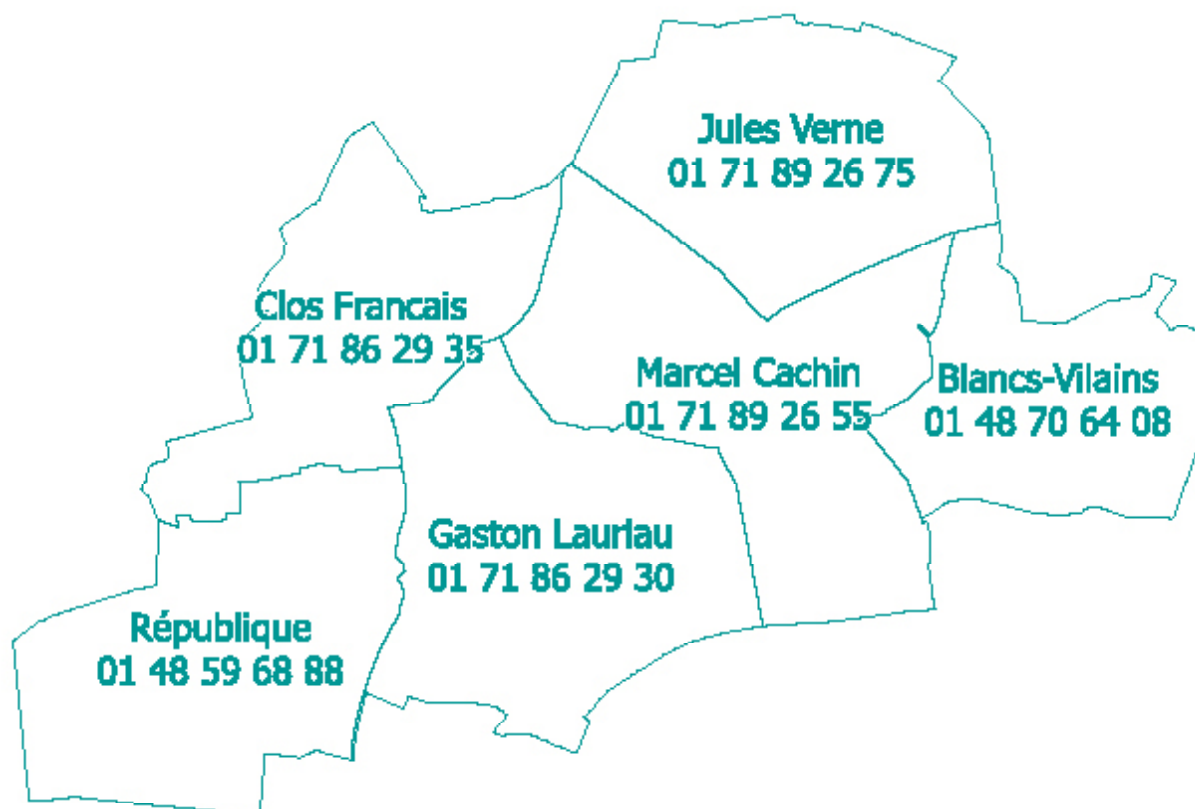 Jules Verne
01 71 89 26 75
Clos Francais
01 71 86 29 35
Marcel Cachin
01 71 89 26 55
Blancs-Vilains
01 48 70 64 08
Gaston Lauriau
01 71 86 29 30
République
01 48 59 68 88